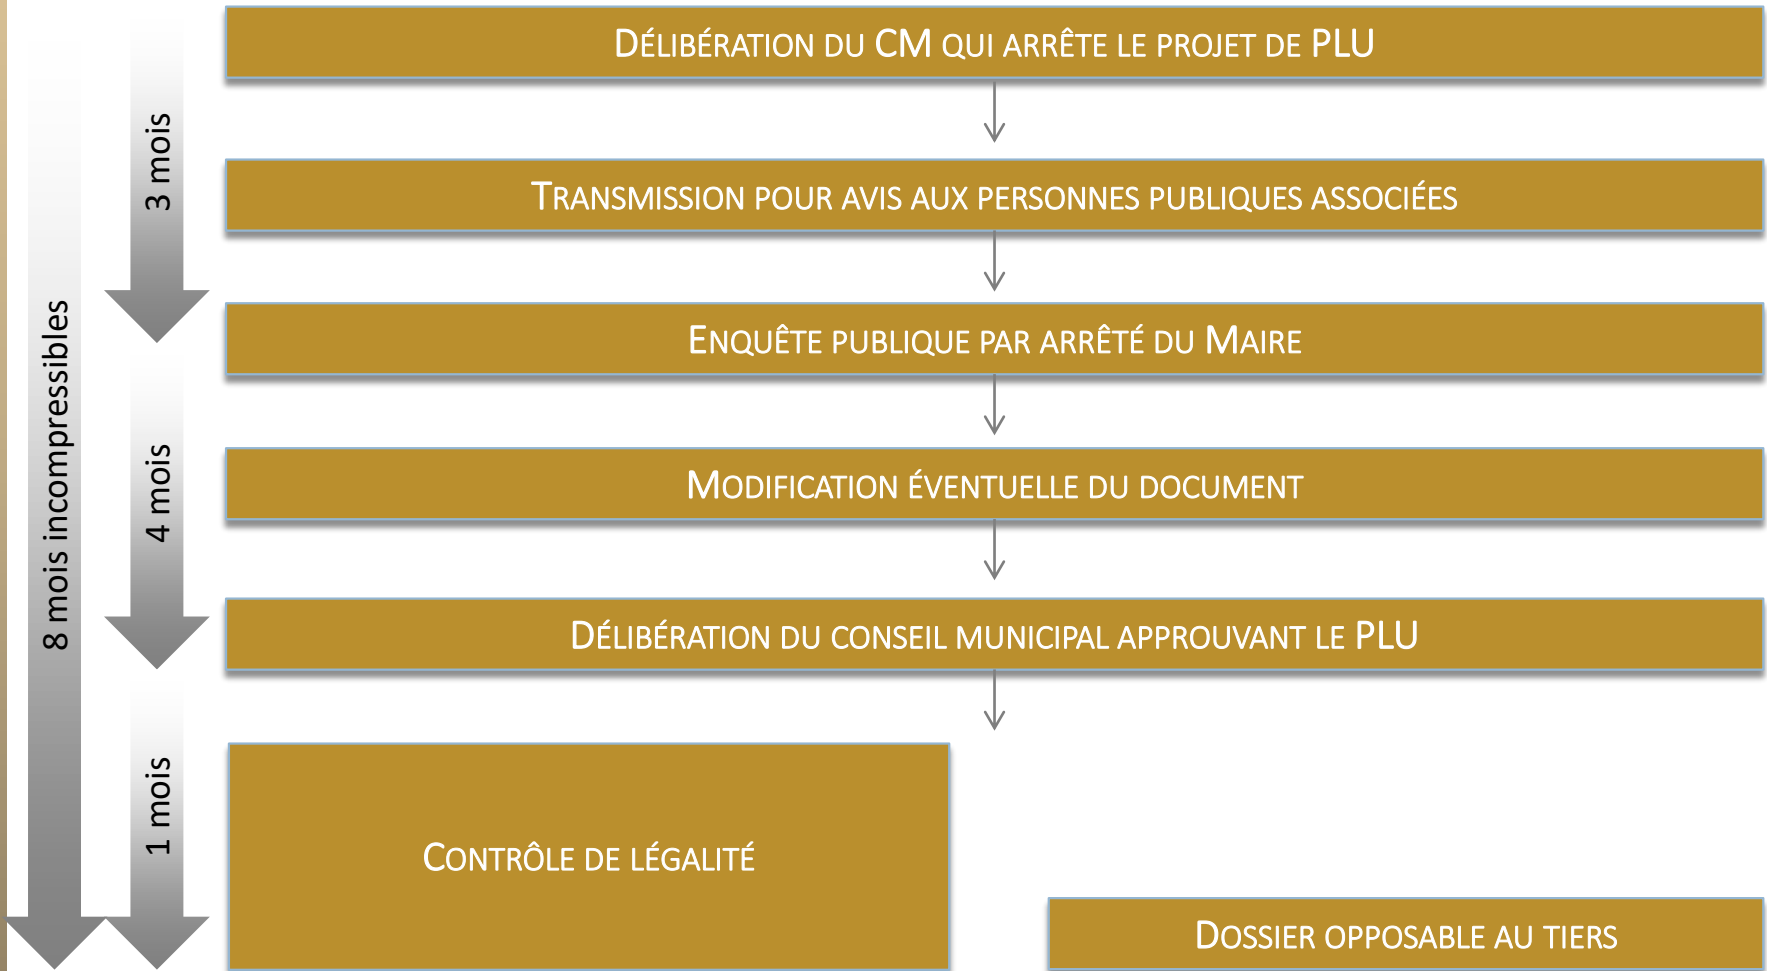 8 mois incompressibles
3 mois
4 mois
1 mois
Délibération du CM qui arrête le projet de PLU
Transmission pour avis aux personnes publiques associées
Enquête publique par arrêté du Maire
Modification éventuelle du document
Délibération du conseil municipal approuvant le PLU
Contrôle de légalité
Dossier opposable au tiers